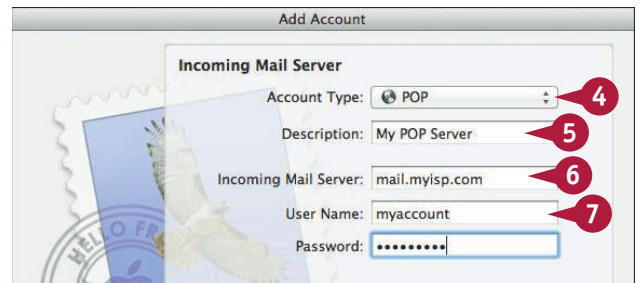 Add Account
Incoming Mail Server
Account Type: POP 4
Description: My POP Server 5
Incoming Mail Server: mail.myisp.com 6
User Name: myaccount 7
Password: •••••••••
HELLO FR